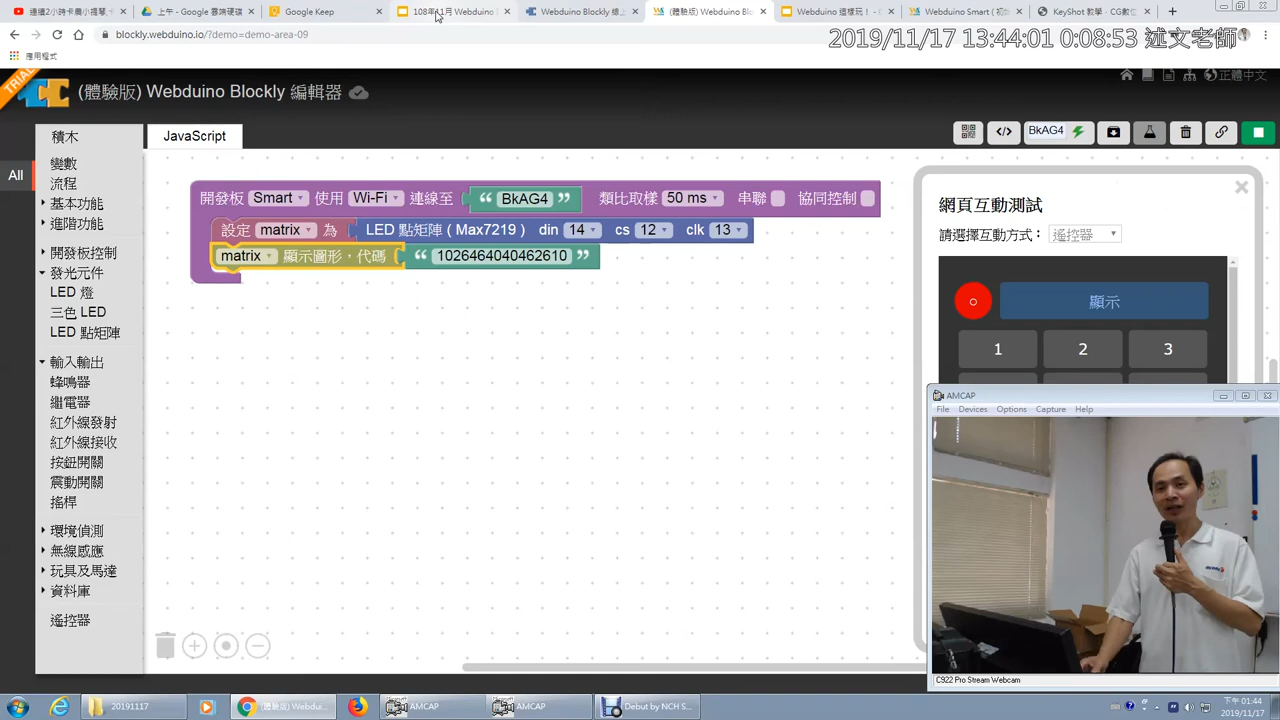 連續2小時卡農小提琴、卡
上午 - Google 雲端硬碟
Google Keep
108年11月 Webduino
Webduino Blockly 線上
(體驗版) Webduino Blo
Webduino 這樣玩！ - G
Webduino Smart ( 初
KeyShot 教學 - CG數位
blockly.webduino.io/?demo=demo-area-09
2019/11/17 13:44:01 0:08:53 述文老師
應用程式
TRIAL
(體驗版) Webduino Blockly 編輯器
正體中文
積木
JavaScript
BkAG4
All
變數
流程
基本功能
進階功能
開發板控制
發光元件
LED 燈
三色 LED
LED 點矩陣
輸入輸出
蜂鳴器
繼電器
紅外線發射
紅外線接收
按鈕開關
震動開關
搖桿
環境偵測
無線感應
玩具及馬達
資料庫
遙控器
開發板 Smart 使用 Wi-Fi 連線至 “ BkAG4 ” 類比取樣 50 ms 串聯 協同控制
設定 matrix 為 LED 點矩陣 ( Max7219 ) din 14 cs 12 clk 13
matrix 顯示圖形，代碼 “ 1026464040462610 ”
網頁互動測試
請選擇互動方式： 遙控器
顯示
1 2 3
AMCAP
File Devices Options Capture Help
C922 Pro Stream Webcam
20191117
(體驗版) Webdui...
AMCAP
AMCAP
Debut by NCH S...
下午 01:44
2019/11/17